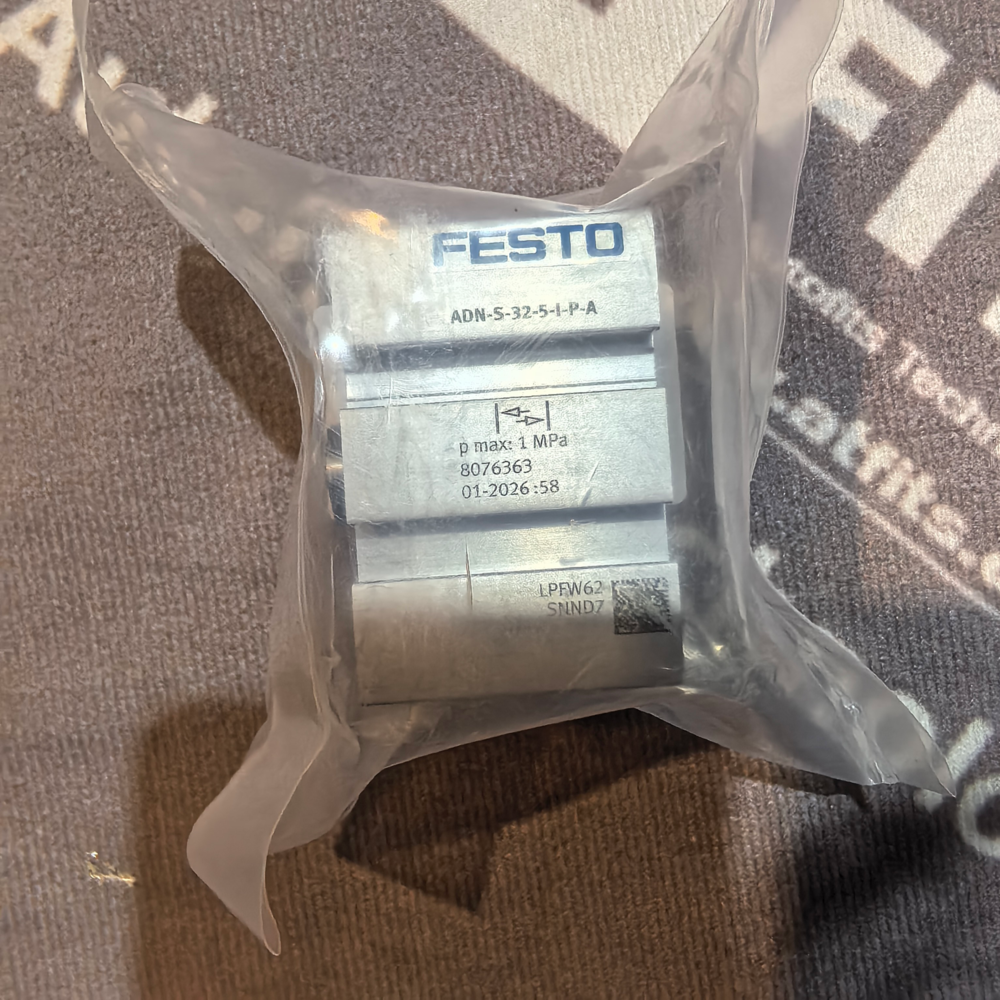 FESTO
ADN-S-32-5-I-P-A
p max: 1 MPa
8076363
01-2026:58
LPFW62
SNND7